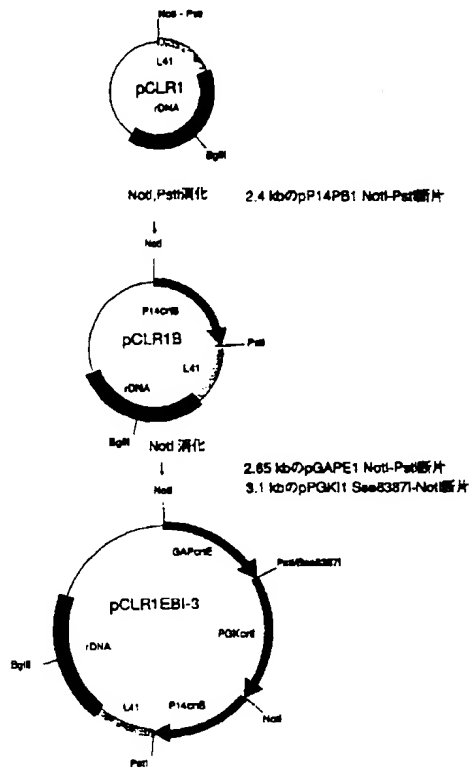 NotI - PstI
L41
pCLR1
rDNA
BglII
NotI,PstI消化 2.4 kbのpP14PB1 NotI-PstI断片
NotI
P14crtB
pCLR1B
PstI
L41
rDNA
BglII
NotI 消化
2.65 kbのpGAPE1 NotI-PstI断片
3.1 kbのpPGKI1 Sse8387I-NotI断片
NotI
GAPcrtE
PstI/Sse8387I
pCLR1EBI-3
PGKcrtI
rDNA
BglII
L41
P14crtB
NotI
PstI